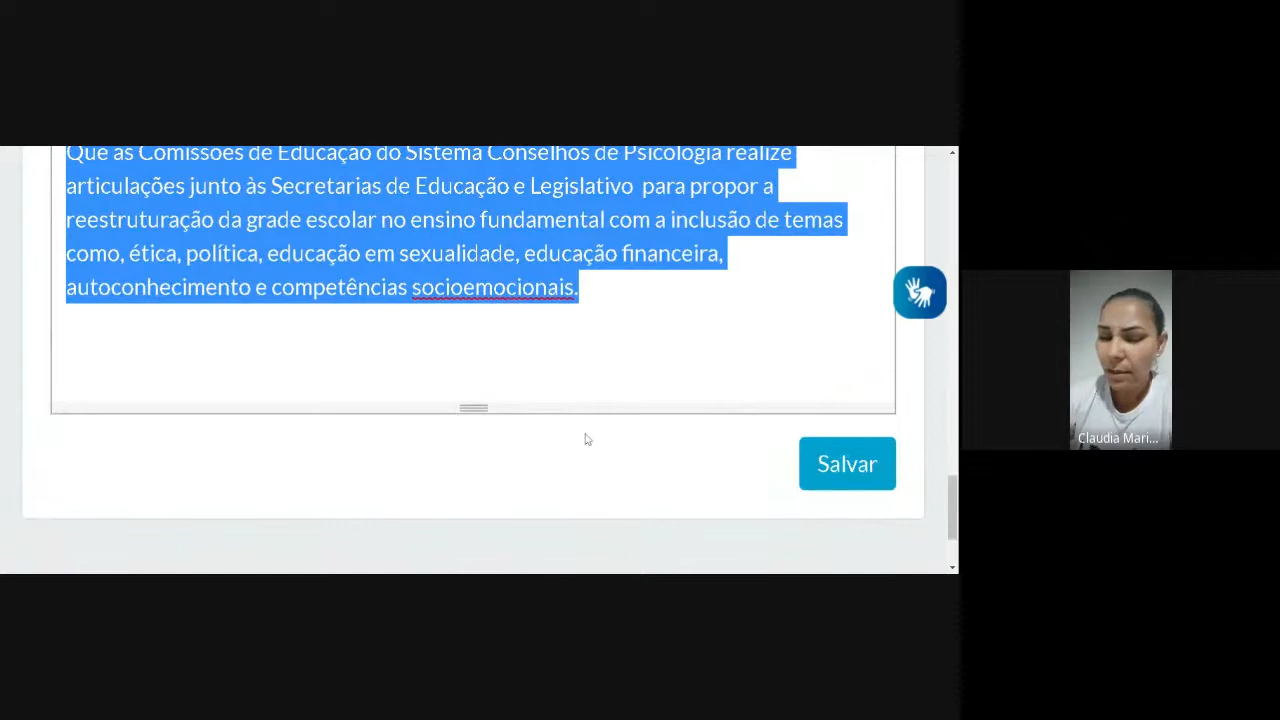 Que as Comissões de Educação do Sistema Conselhos de Psicologia realize
articulações junto às Secretarias de Educação e Legislativo  para propor a
reestruturação da grade escolar no ensino fundamental com a inclusão de temas
como, ética, política, educação em sexualidade, educação financeira,
autoconhecimento e competências socioemocionais.
Salvar
Claudia Mari...